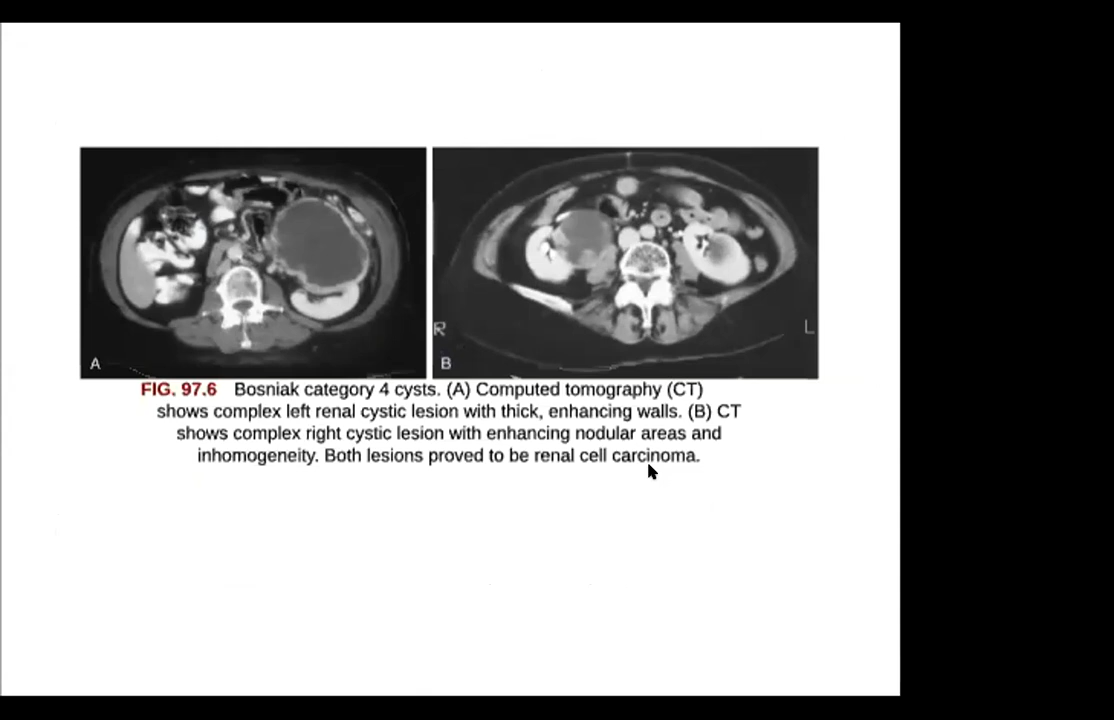 R
L
A
B
FIG. 97.6 Bosniak category 4 cysts. (A) Computed tomography (CT)
shows complex left renal cystic lesion with thick, enhancing walls. (B) CT
shows complex right cystic lesion with enhancing nodular areas and
inhomogeneity. Both lesions proved to be renal cell carcinoma.